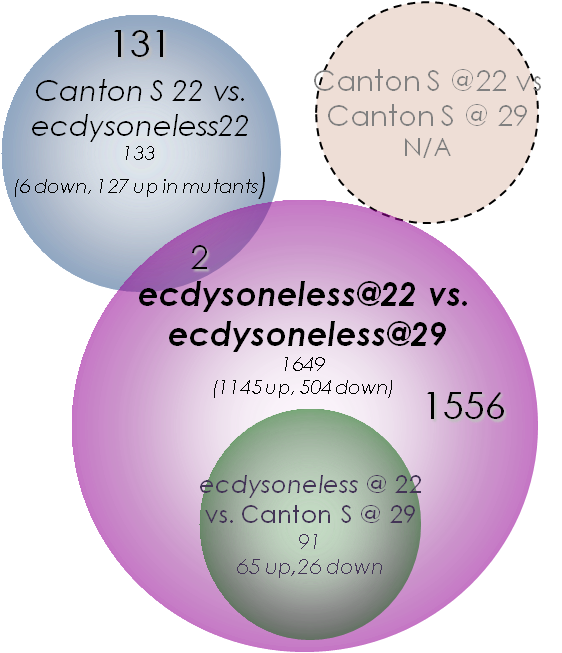 131
Canton S 22 vs.
ecdysoneless22
133
(6 down, 127 up in mutants)
Canton S @22 vs
Canton S @ 29
N/A
2
ecdysoneless@22 vs.
ecdysoneless@29
1649
(1145 up, 504 down)
1556
ecdysoneless @ 22
vs. Canton S @ 29
91
65 up,26 down